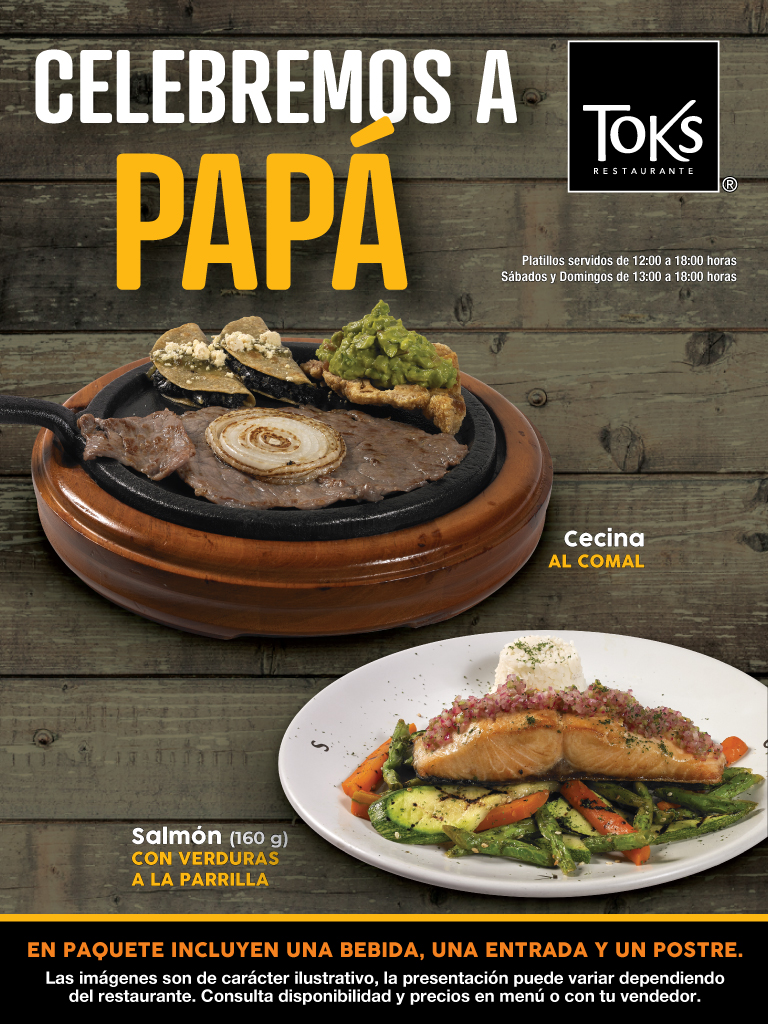 CELEBREMOS A
PAPÁ
TOKS
RESTAURANTE
®
Platillos servidos de 12:00 a 18:00 horas
Sábados y Domingos de 13:00 a 18:00 horas
Cecina
AL COMAL
S
S
Salmón (160 g)
CON VERDURAS
A LA PARRILLA
EN PAQUETE INCLUYEN UNA BEBIDA, UNA ENTRADA Y UN POSTRE.
Las imágenes son de carácter ilustrativo, la presentación puede variar dependiendo
del restaurante. Consulta disponibilidad y precios en menú o con tu vendedor.